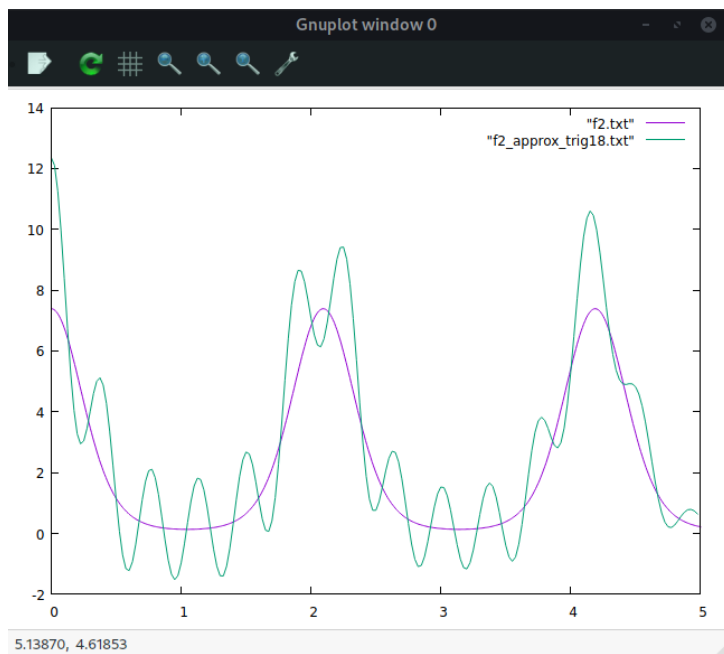 Gnuplot window 0
"f2.txt"
"f2_approx_trig18.txt"
14
12
10
8
6
4
2
0
-2
0 1 2 3 4 5
5.13870, 4.61853